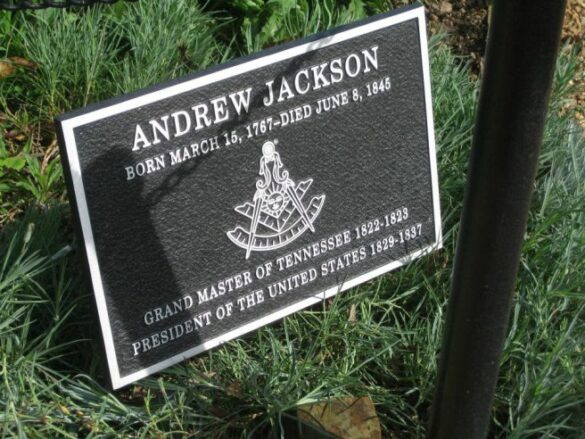 ANDREW JACKSON
BORN MARCH 15, 1767–DIED JUNE 8, 1845
GRAND MASTER OF TENNESSEE 1822-1823
PRESIDENT OF THE UNITED STATES 1829-1837